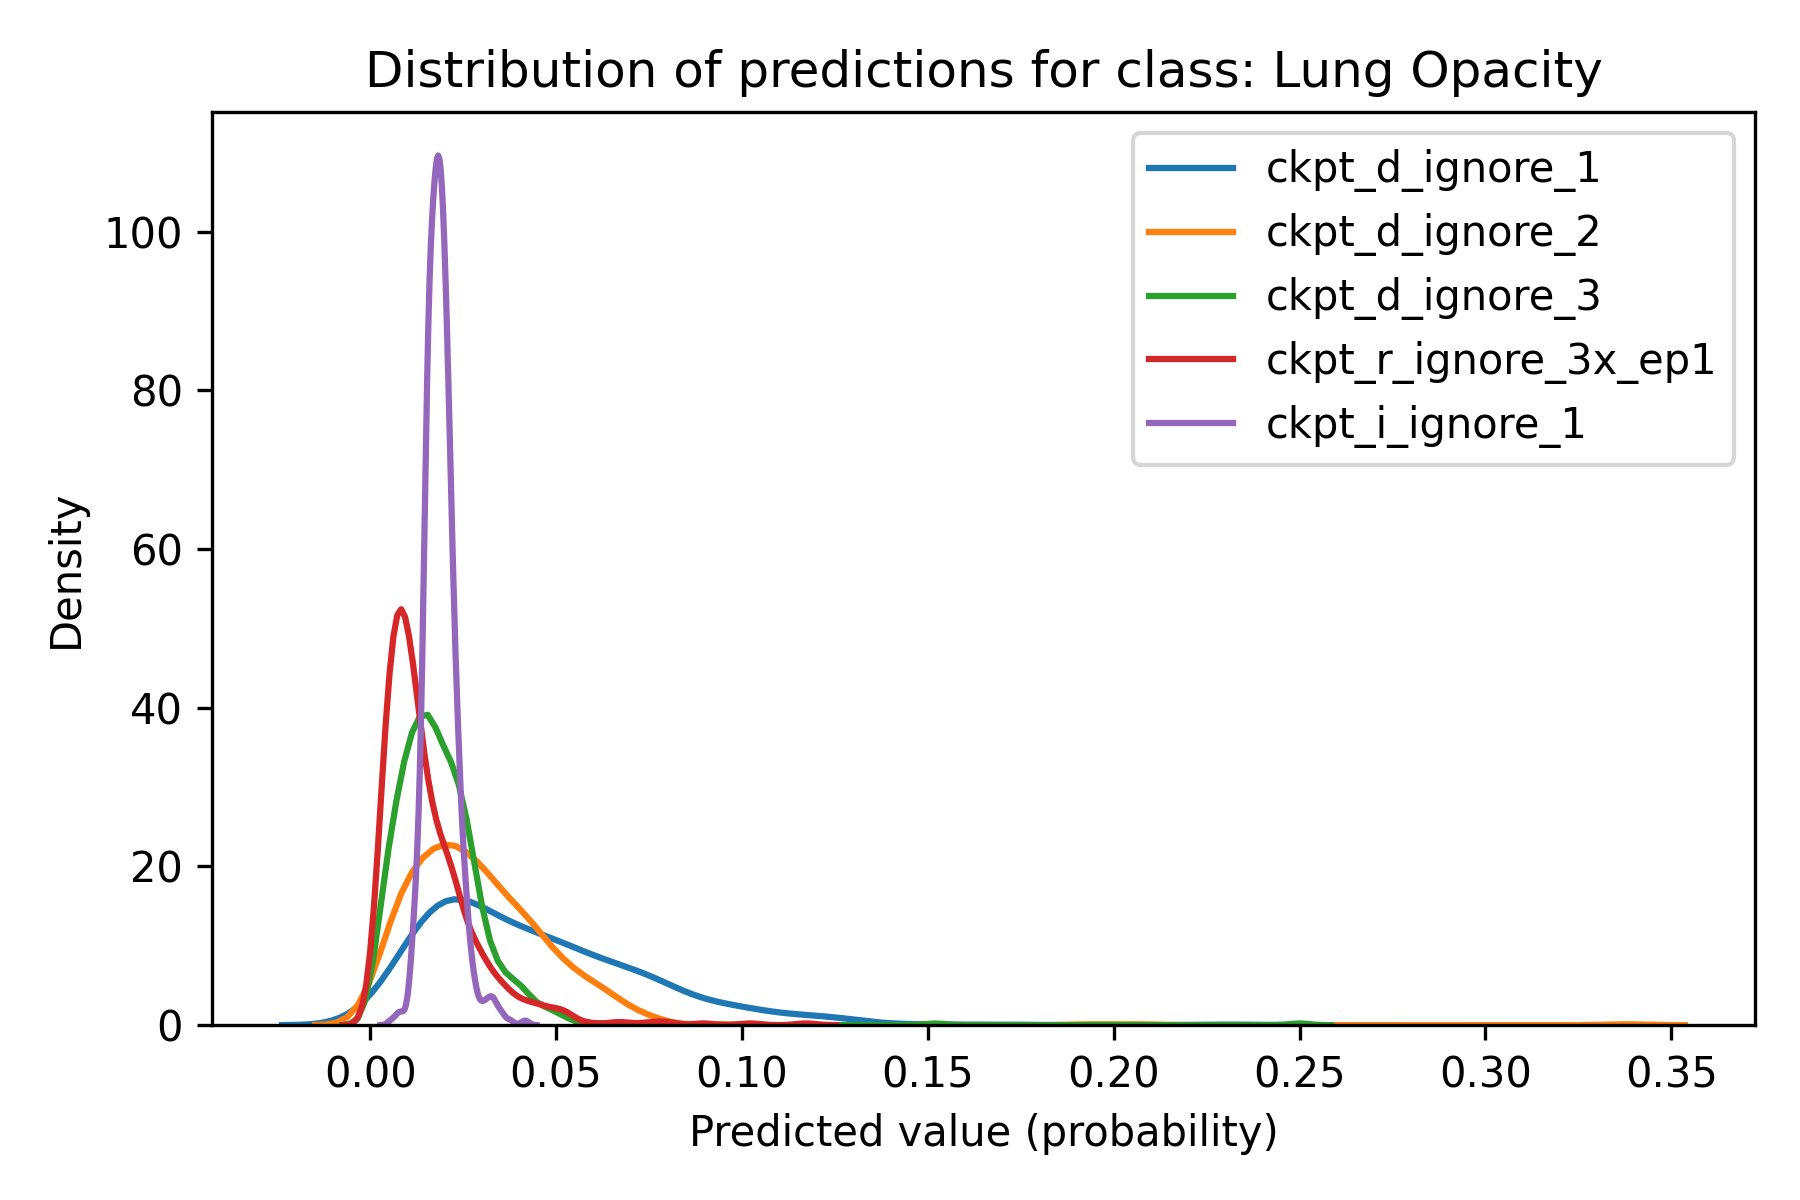 Distribution of predictions for class: Lung Opacity
ckpt_d_ignore_1
ckpt_d_ignore_2
ckpt_d_ignore_3
ckpt_r_ignore_3x_ep1
ckpt_i_ignore_1
Density
100
80
60
40
20
0
0.00 0.05 0.10 0.15 0.20 0.25 0.30 0.35
Predicted value (probability)